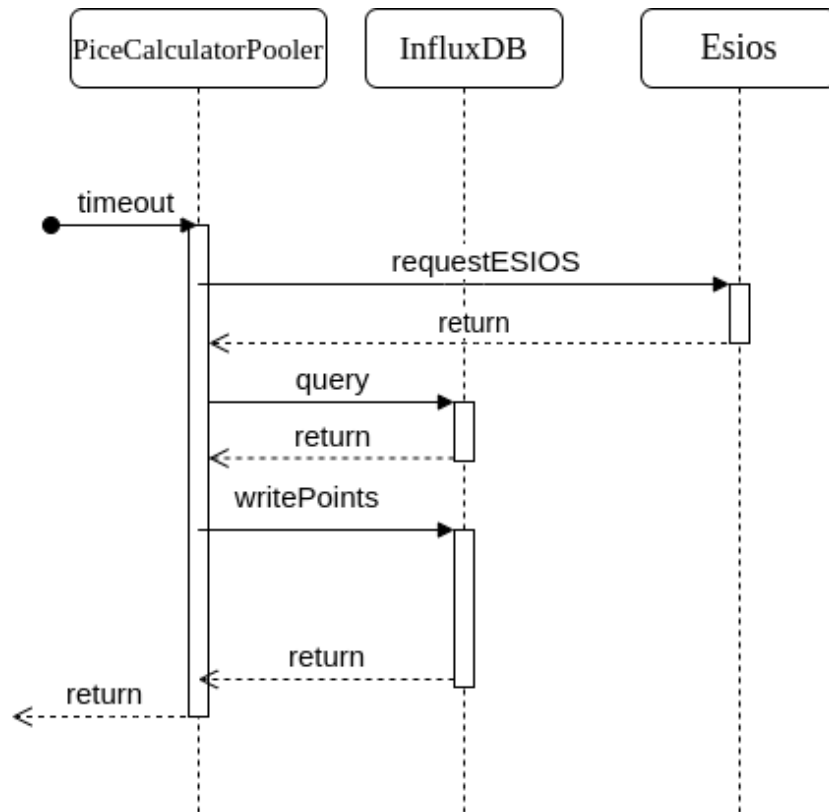 PiceCalculatorPooler
InfluxDB
Esios
timeout
requestESIOS
return
query
return
writePoints
return
return